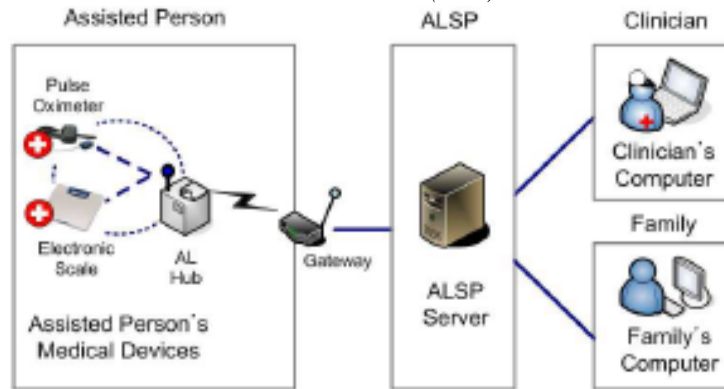 Assisted Person
ALSP
Clinician
Pulse
Oximeter
Electronic
Scale
AL
Hub
Gateway
Assisted Person`s
Medical Devices
ALSP
Server
Clinician`s
Computer
Family
Family`s
Computer